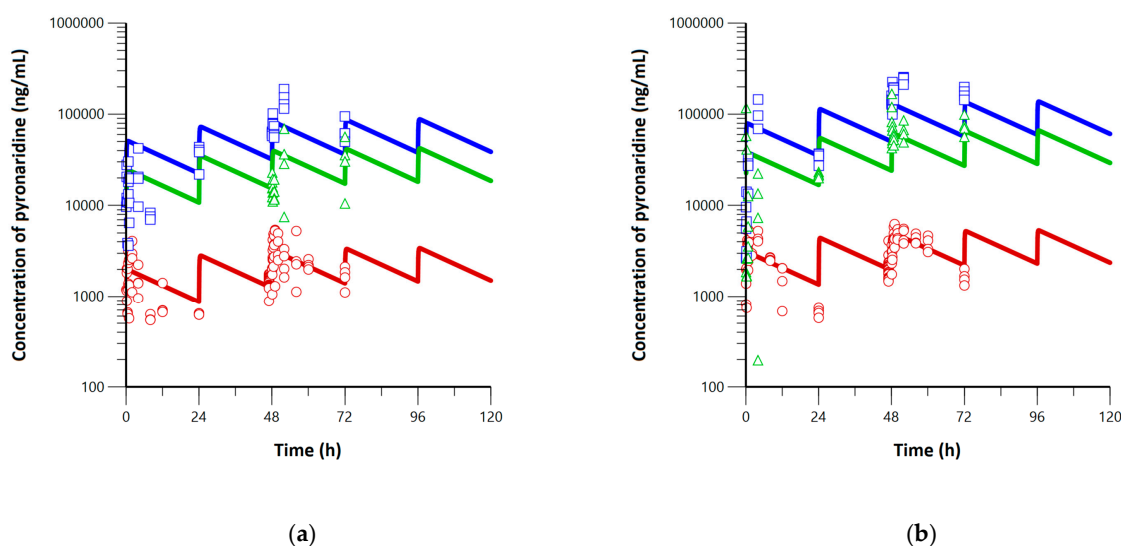 Concentration of pyronaridine (ng/mL)
1000000
100000
10000
1000
100
0 24 48 72 96 120
Time (h)
(a)
Concentration of pyronaridine (ng/mL)
1000000
100000
10000
1000
100
0 24 48 72 96 120
Time (h)
(b)